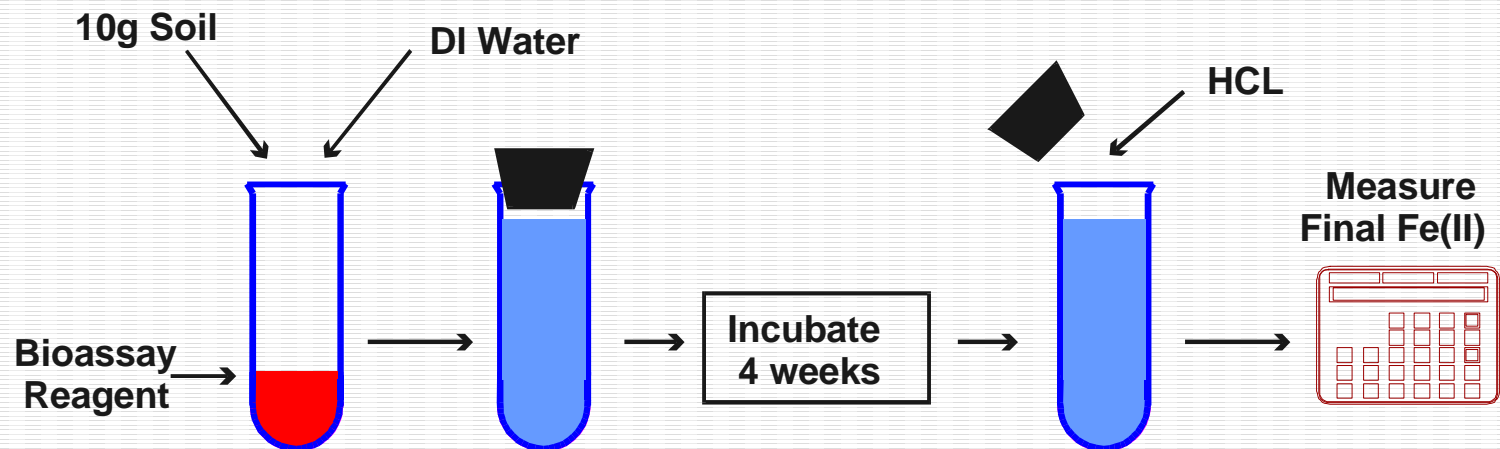 10g Soil
DI Water
HCL
Measure
Final Fe(II)
Bioassay
Reagent
Incubate
4 weeks